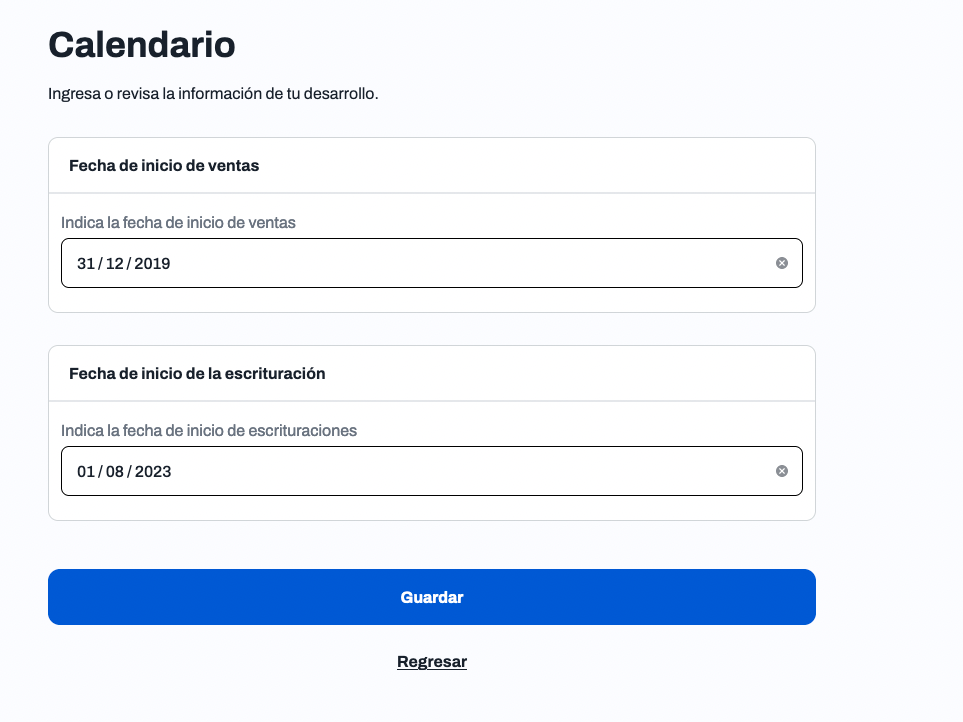 Calendario
Ingresa o revisa la información de tu desarrollo.
Fecha de inicio de ventas
Indica la fecha de inicio de ventas
31 / 12 / 2019
Fecha de inicio de la escrituración
Indica la fecha de inicio de escrituraciones
01 / 08 / 2023
Guardar
Regresar